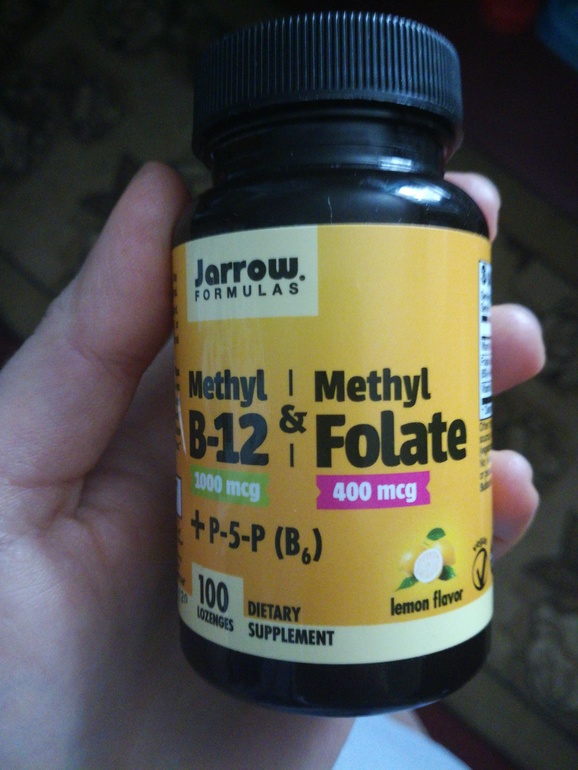 Jarrow.
FORMULAS
Methyl
B-12
1000 mcg
&
Methyl
Folate
400 mcg
+ P-5-P (B6)
100
LOZENGES
DIETARY
SUPPLEMENT
lemon flavor